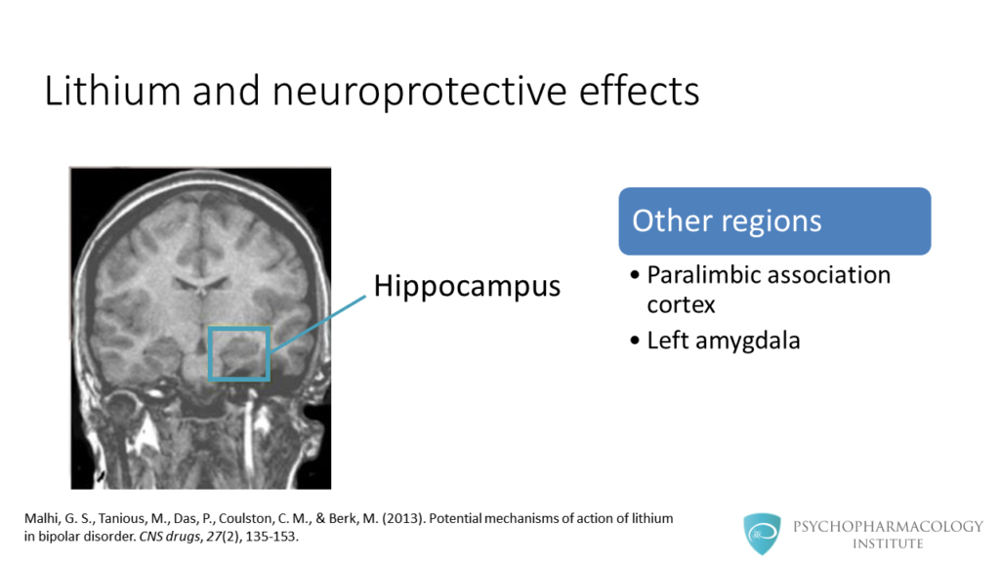 Lithium and neuroprotective effects
Hippocampus
Other regions
• Paralimbic association
cortex
• Left amygdala
Malhi, G. S., Tanious, M., Das, P., Coulston, C. M., & Berk, M. (2013). Potential mechanisms of action of lithium
in bipolar disorder. CNS drugs, 27(2), 135-153.
PSYCHOPHARMACOLOGY
INSTITUTE